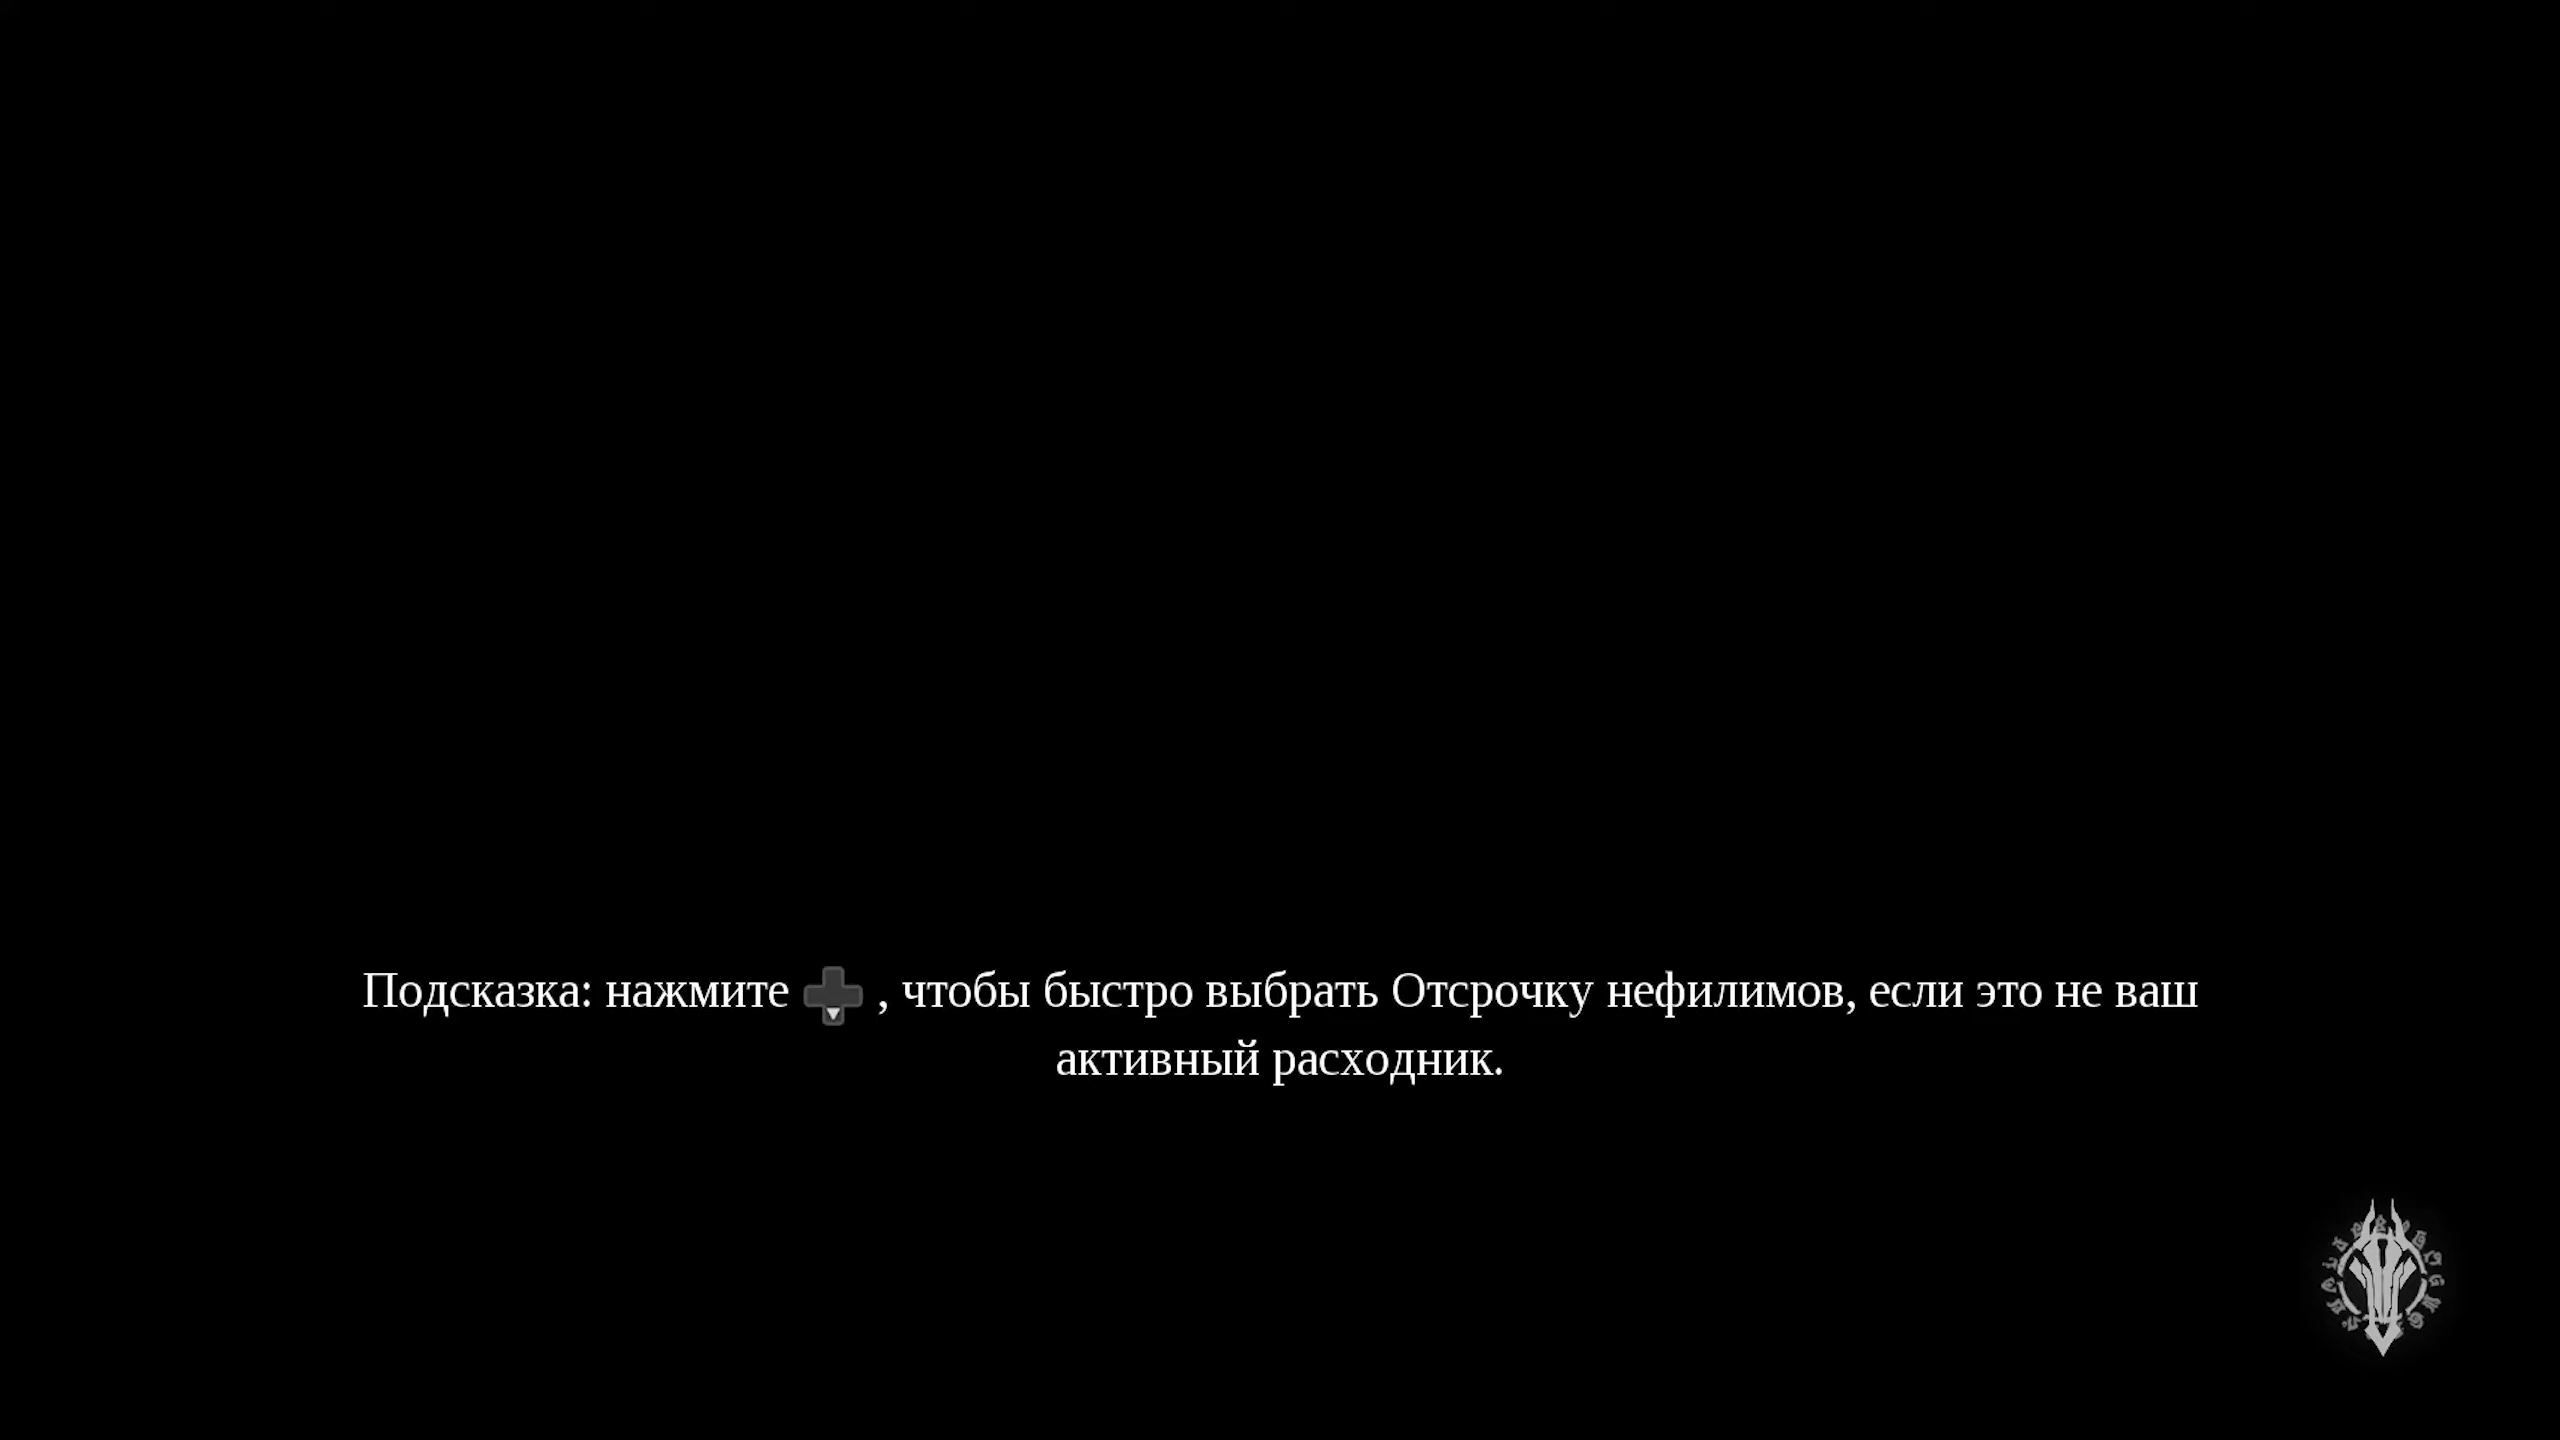 Подсказка: нажмите , чтобы быстро выбрать Отсрочку нефилимов, если это не ваш
активный расходник.